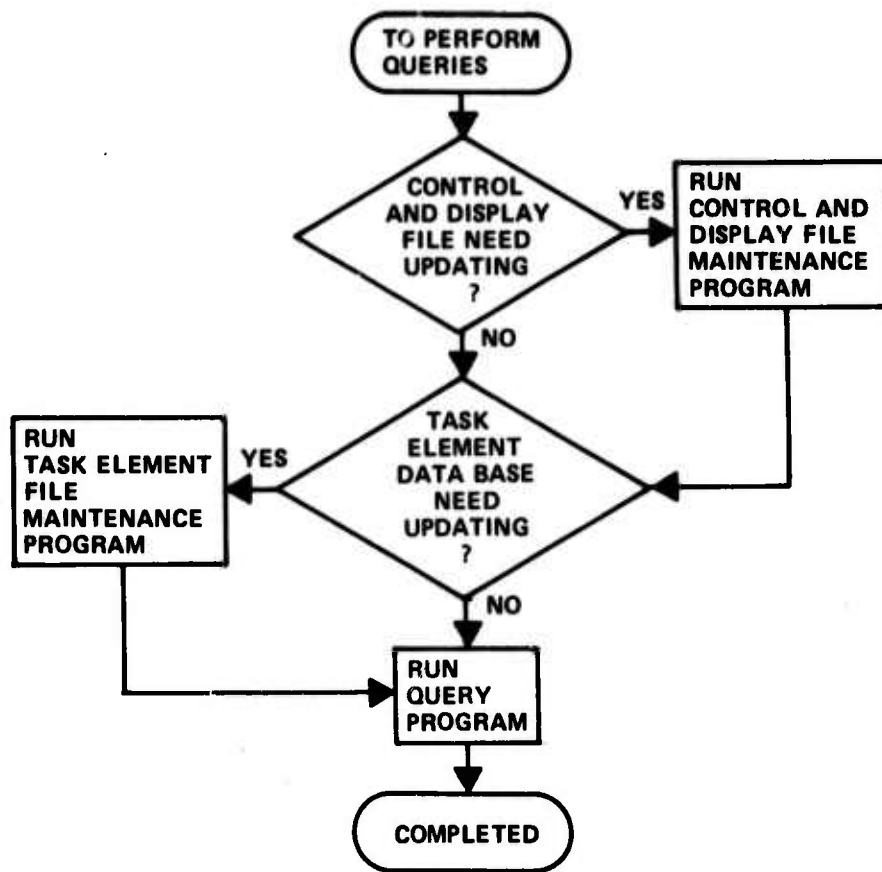 TO PERFORM
QUERIES
CONTROL
AND DISPLAY
FILE NEED
UPDATING
?
YES
RUN
CONTROL AND
DISPLAY FILE
MAINTENANCE
PROGRAM
NO
TASK
ELEMENT
DATA BASE
NEED
UPDATING
?
YES
RUN
TASK ELEMENT
FILE
MAINTENANCE
PROGRAM
NO
RUN
QUERY
PROGRAM
COMPLETED